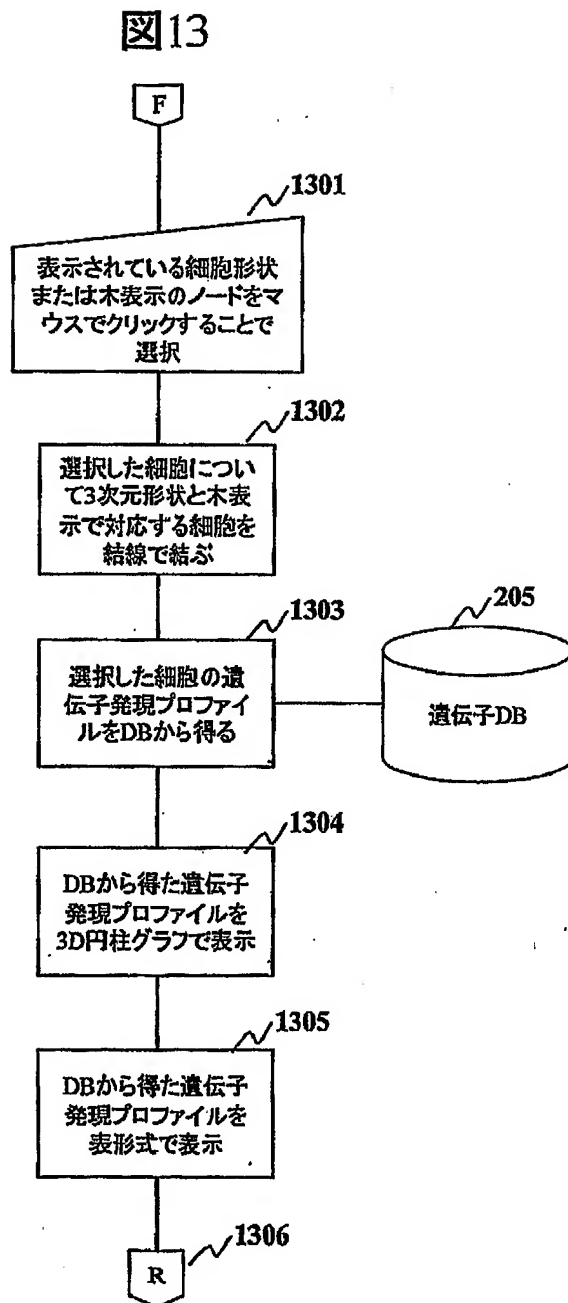 図13
F
1301
表示されている細胞形状
または木表示のノードをマ
ウスでクリックすることで
選択
1302
選択した細胞につい
て3次元形状と木表
示で対応する細胞を
結線で結ぶ
1303
選択した細胞の遺
伝子発現プロファイ
ルをDBから得る
205
遺伝子DB
1304
DBから得た遺伝子
発現プロファイルを
3D円柱グラフで表示
1305
DBから得た遺伝子
発現プロファイルを
表形式で表示
1306
R